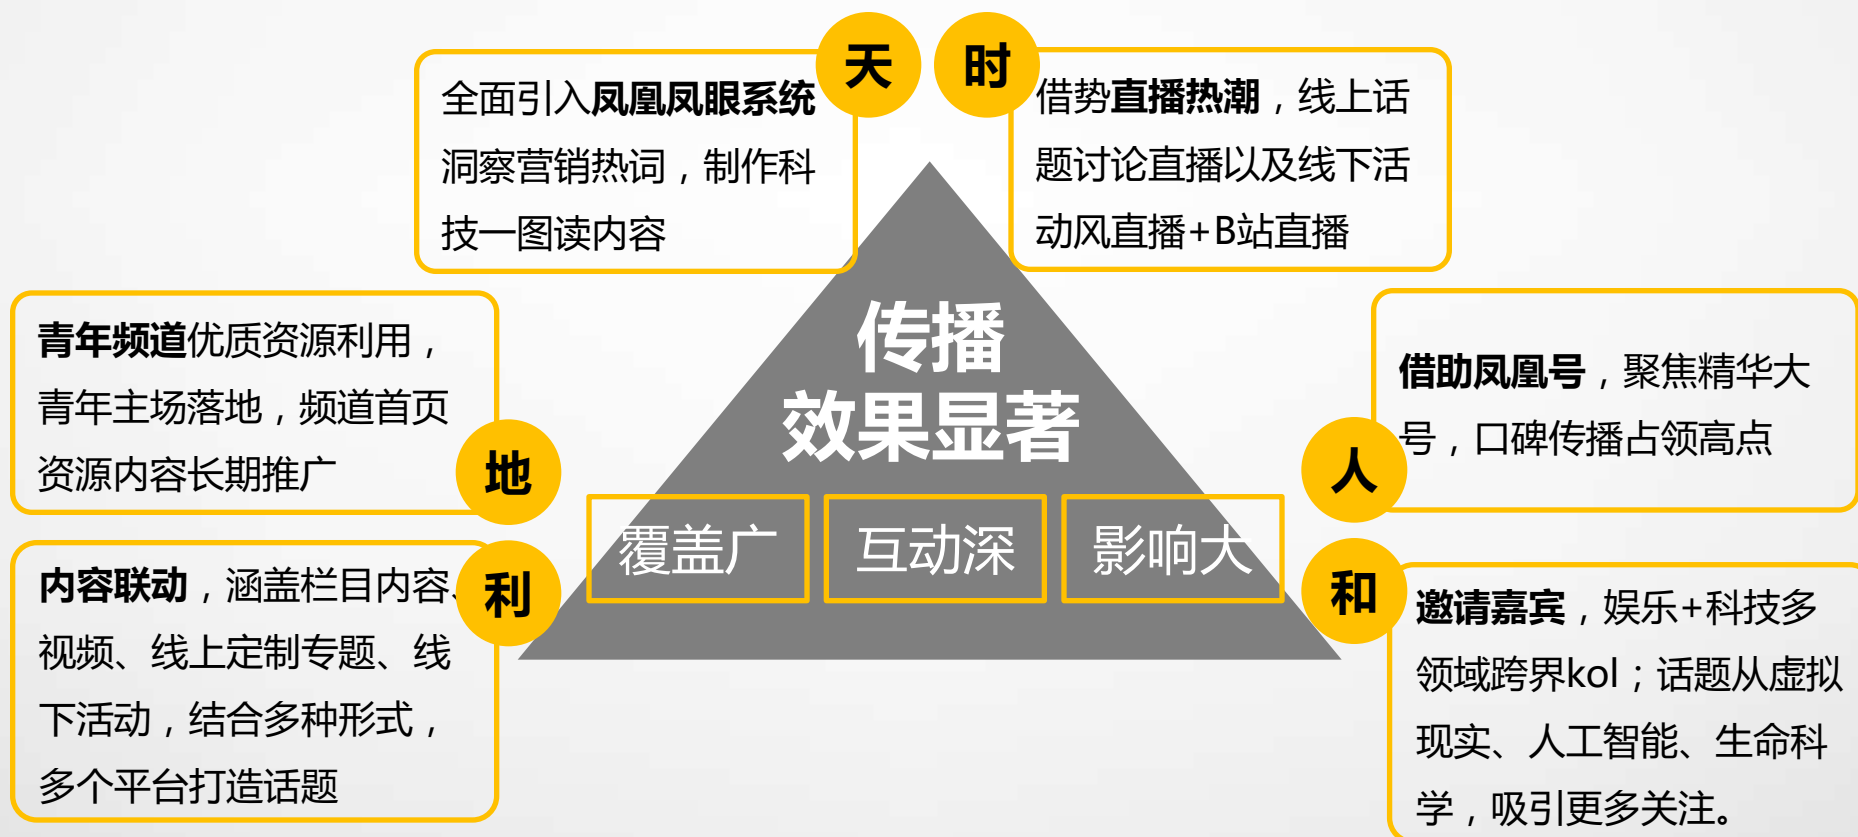 天
全面引入凤凰凤眼系统
洞察营销热词，制作科
技一图读内容
时
借势直播热潮，线上话
题讨论直播以及线下活
动风直播+B站直播
传播
效果显著
覆盖广
互动深
影响大
青年频道优质资源利用，
青年主场落地，频道首页
资源内容长期推广
地
内容联动，涵盖栏目内容、
视频、线上定制专题、线
下活动，结合多种形式，
多个平台打造话题
利
借助凤凰号，聚焦精华大
号，口碑传播占领高点
人
和
邀请嘉宾，娱乐+科技多
领域跨界kol；话题从虚拟
现实、人工智能、生命科
学，吸引更多关注。